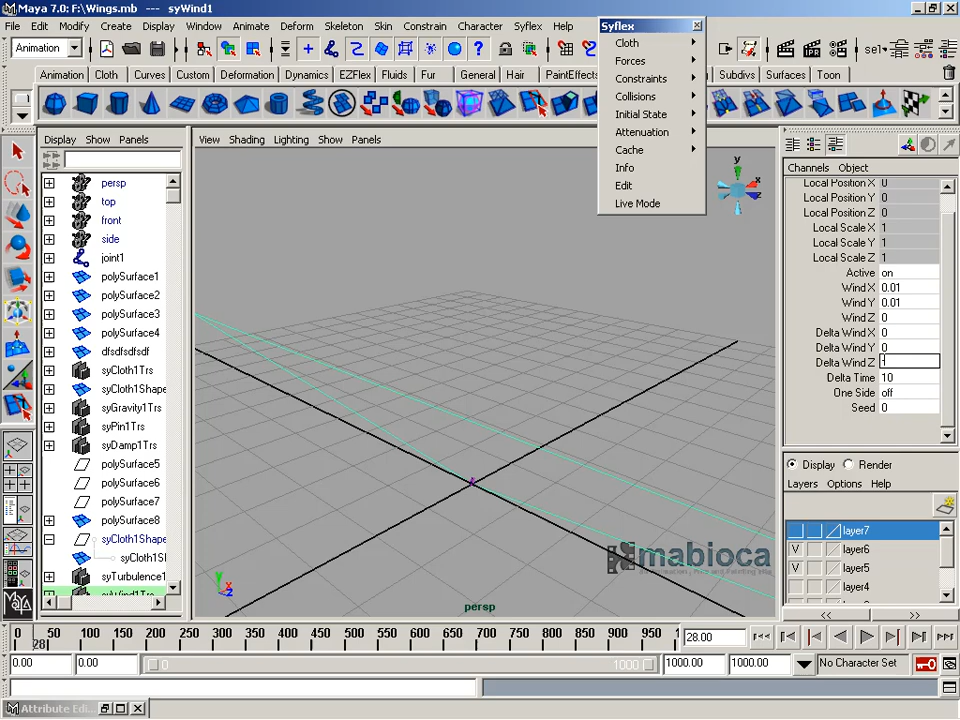 Maya 7.0: F:\Wings.mb --- syWind1
File Edit Modify Create Display Window Animate Deform Skeleton Skin Constrain Character Syflex Help
Syflex
Animation
sel
Cloth
Forces
Constraints
Collisions
Initial State
Attenuation
Cache
Info
Edit
Live Mode
Animation Cloth Curves Custom Deformation Dynamics EZFlex Fluids Fur General Hair PaintEffects Subdivs Surfaces Toon
Display Show Panels
View Shading Lighting Show Panels
persp
top
front
side
joint1
polySurface1
polySurface2
polySurface3
polySurface4
dfsdfsdfsdf
syCloth1Trs
syCloth1Shape
syGravity1Trs
syPin1Trs
syDamp1Trs
polySurface5
polySurface6
polySurface7
polySurface8
syCloth1Shape
syCloth1Sl
syTurbulence1
syWind1Trs
y
x
z
mabioca
persp
Channels Object
Local Position X 0
Local Position Y 0
Local Position Z 0
Local Scale X 1
Local Scale Y 1
Local Scale Z 1
Active on
Wind X 0.01
Wind Y 0.01
Wind Z 0
Delta Wind X 0
Delta Wind Y 0
Delta Wind Z
Delta Time 10
One Side off
Seed 0
Display Render
Layers Options Help
layer7
V layer6
V layer5
layer4
0 50 100 150 200 250 300 350 400 450 500 550 600 650 700 750 800 850 900 950
28
28.00
0.00 0.00 0 1000 1000.00 1000.00 No Character Set
MAYA
Attribute Edi...